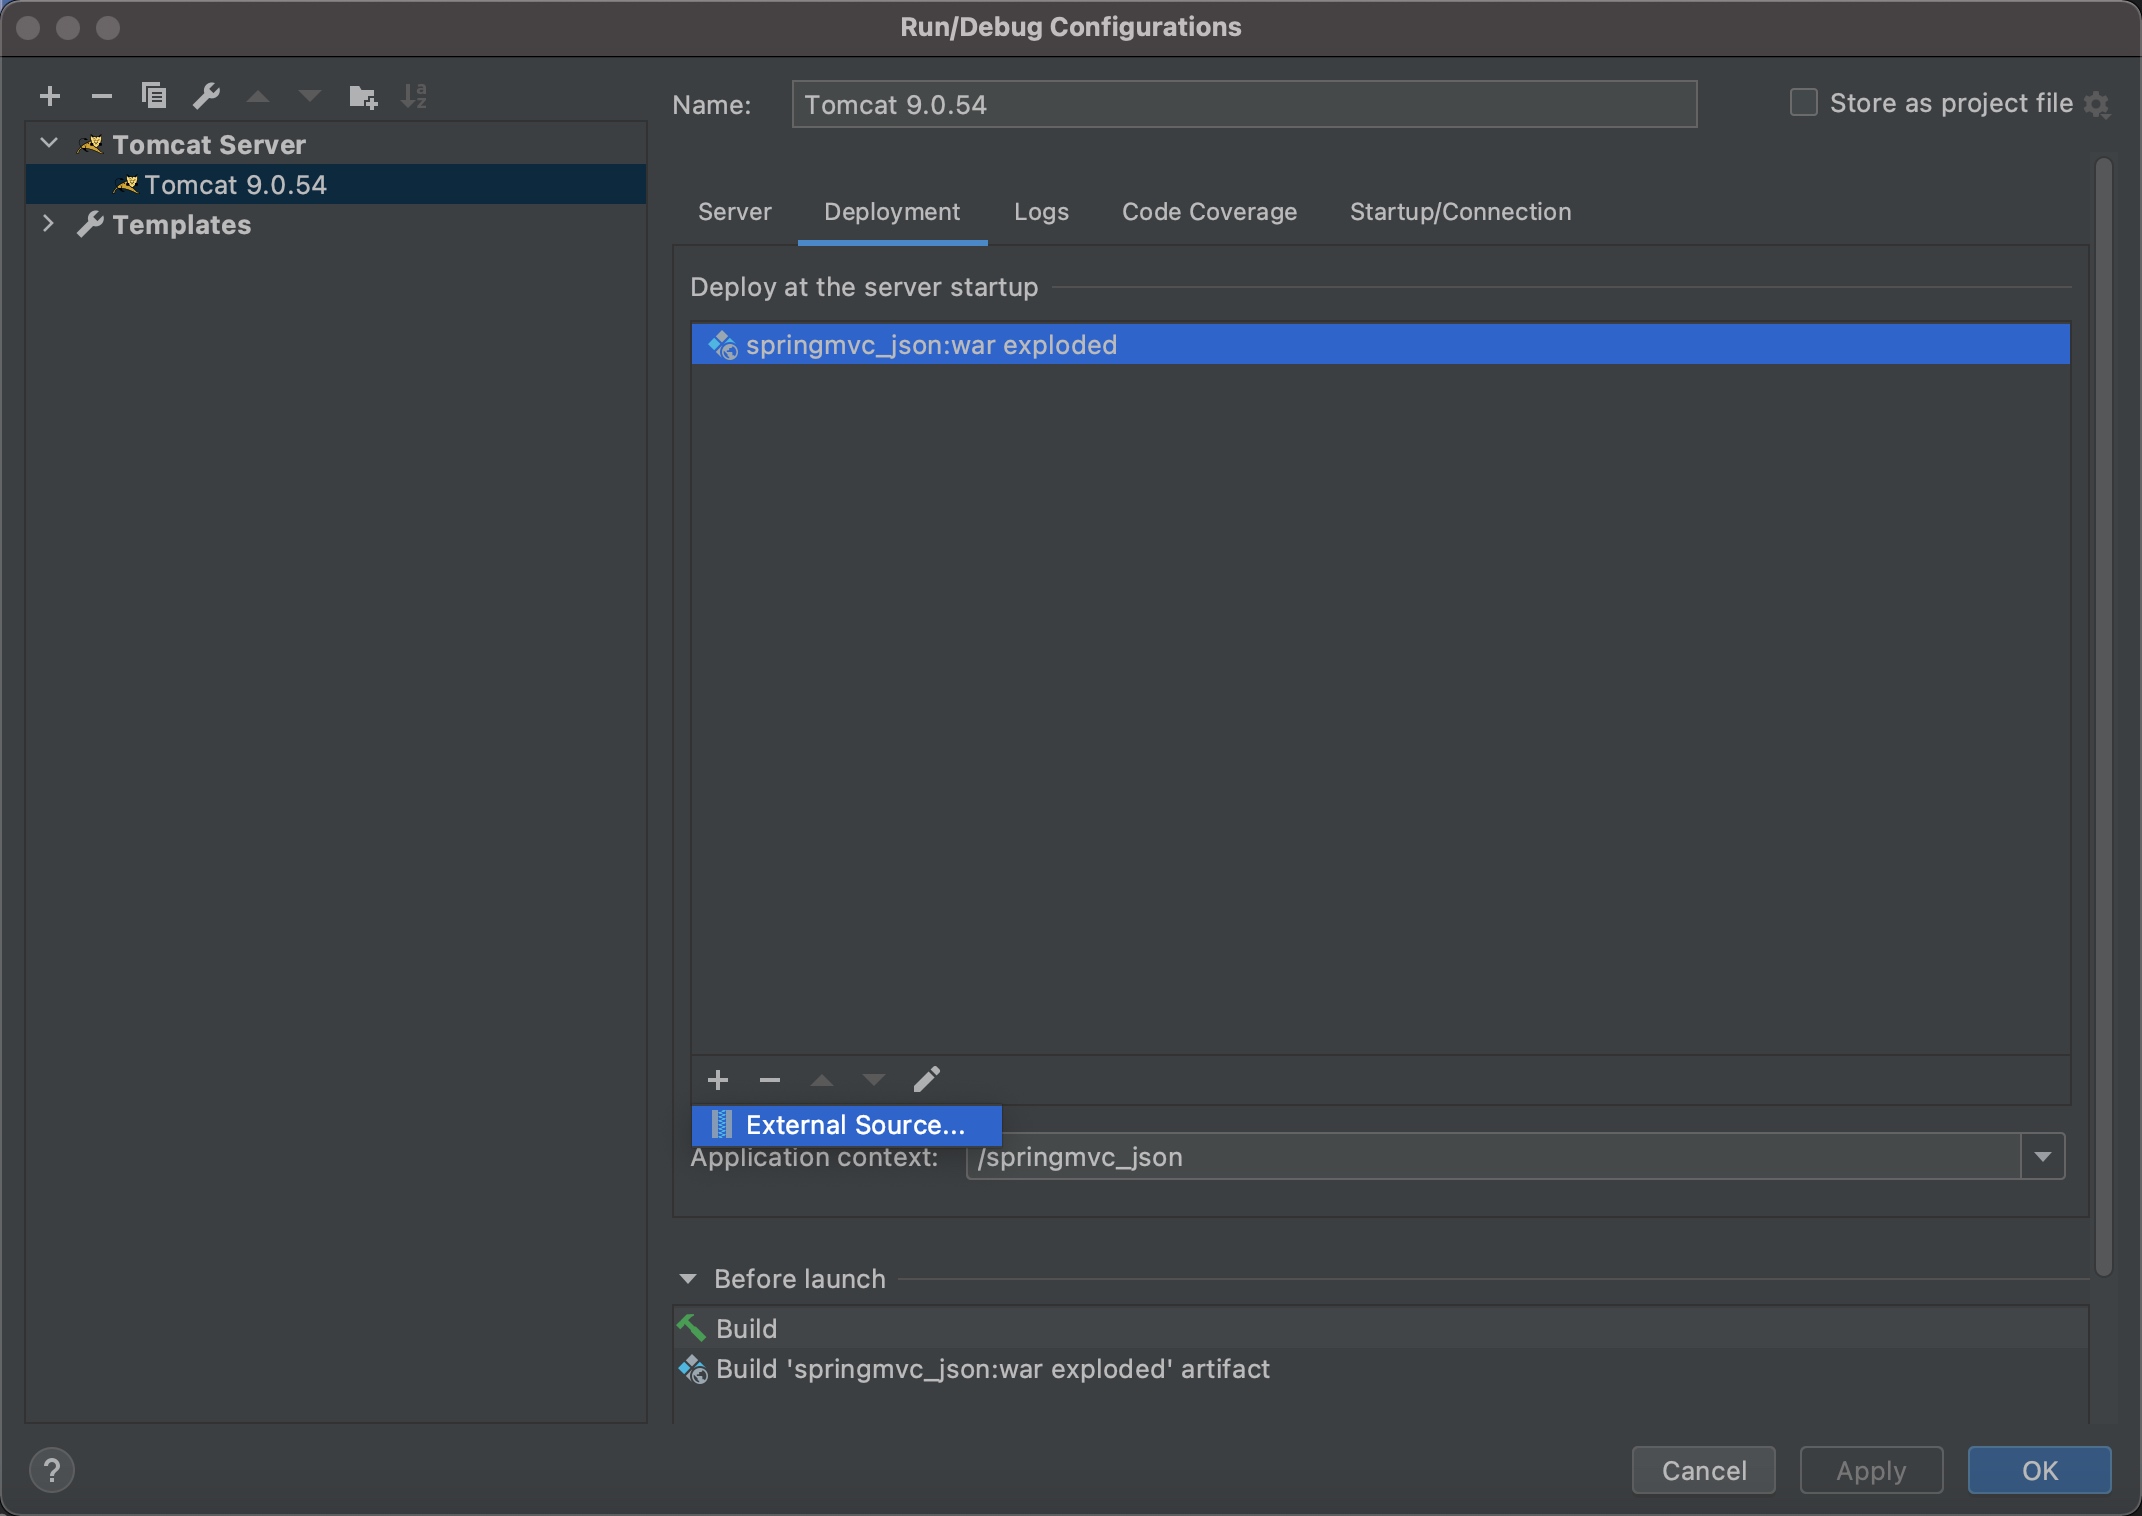 Run/Debug Configurations
Name:
Tomcat 9.0.54
Store as project file
Tomcat Server
Tomcat 9.0.54
Templates
Server
Deployment
Logs
Code Coverage
Startup/Connection
Deploy at the server startup
springmvc_json:war exploded
External Source...
Application context:
/springmvc_json
Before launch
Build
Build 'springmvc_json:war exploded' artifact
?
Cancel
Apply
OK